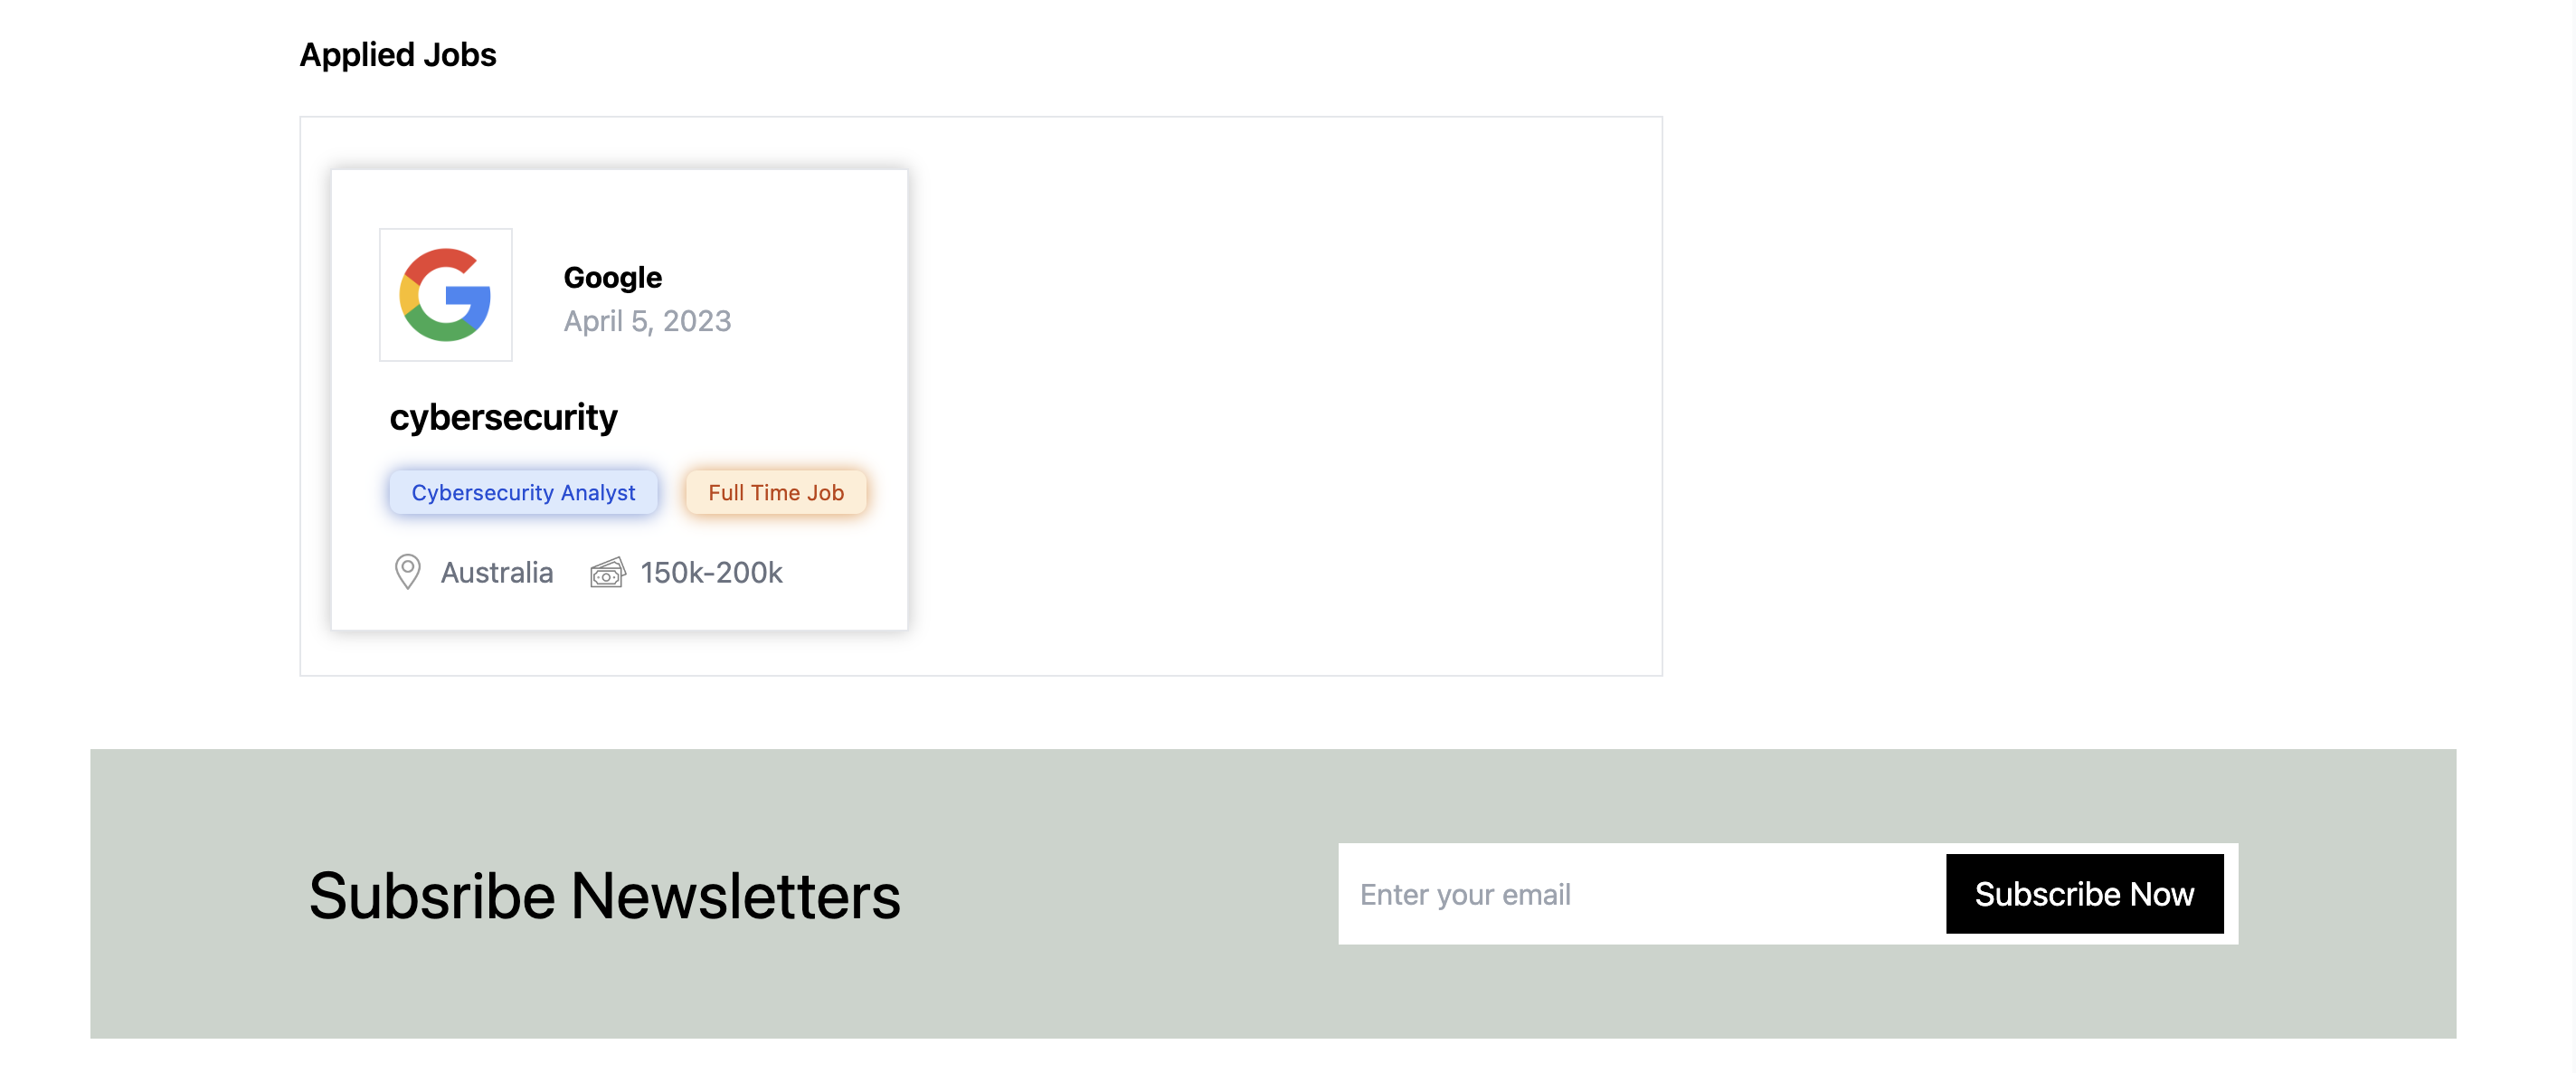 Applied Jobs
Google
April 5, 2023
cybersecurity
Cybersecurity Analyst Full Time Job
Australia 150k-200k
Subsribe Newsletters
Enter your email Subscribe Now